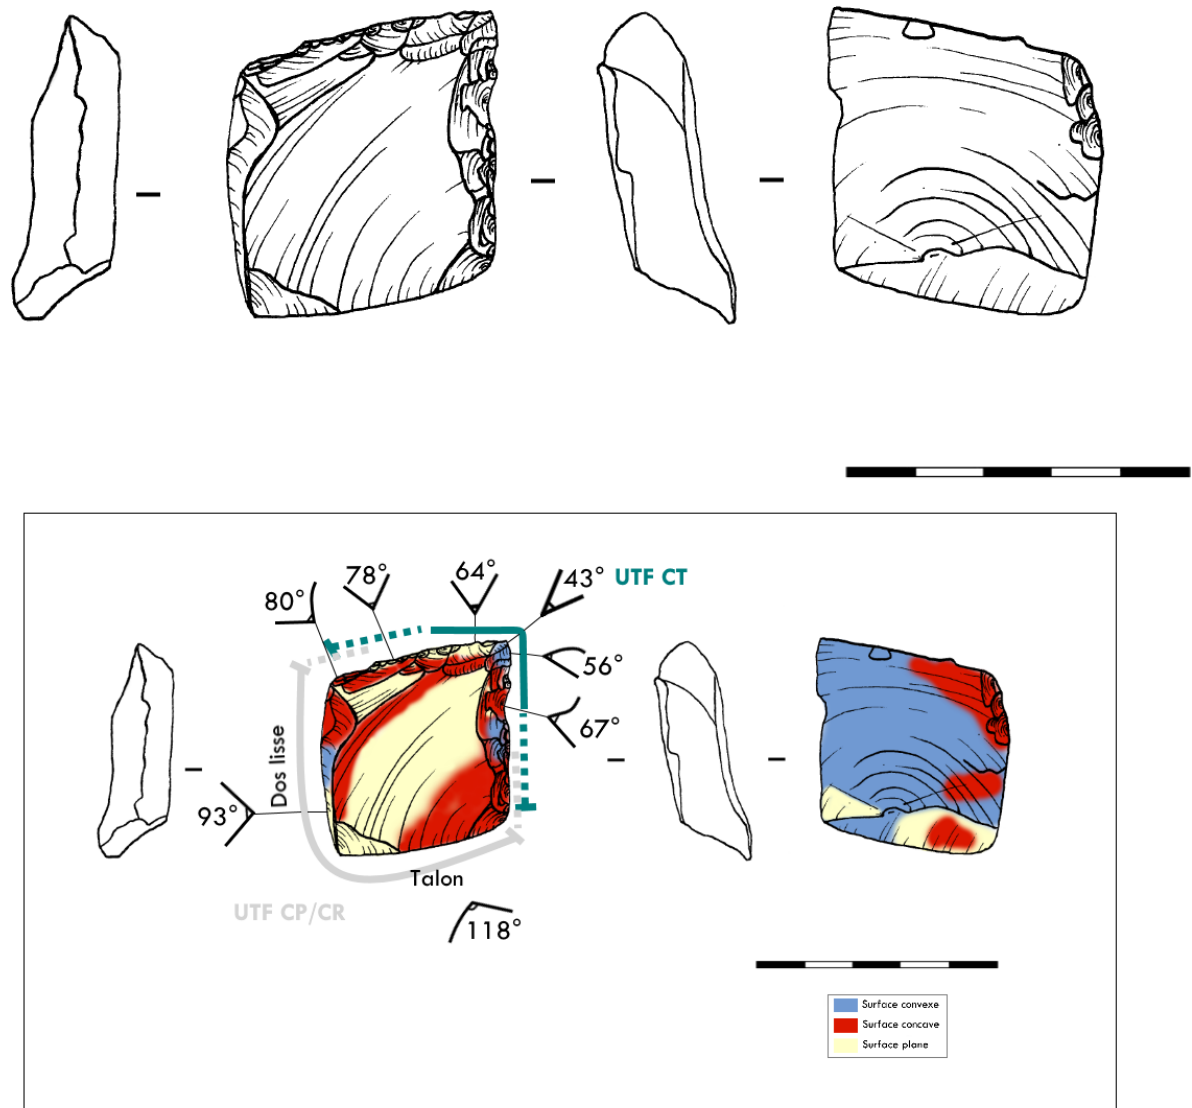 80°
78°
64°
43°
UTF CT
56°
67°
Dos lisse
93°
Talon
UTF CP/CR
118°
Surface convexe
Surface concave
Surface plane